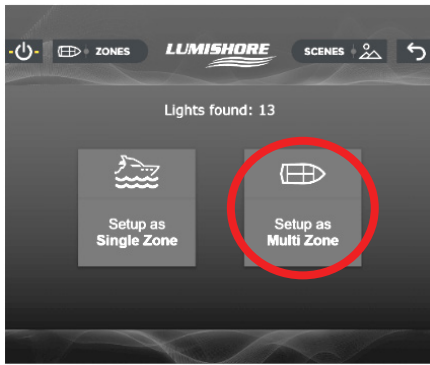 ZONES LUMISHORE SCENES
Lights found: 13
Setup as
Single Zone
Setup as
Multi Zone